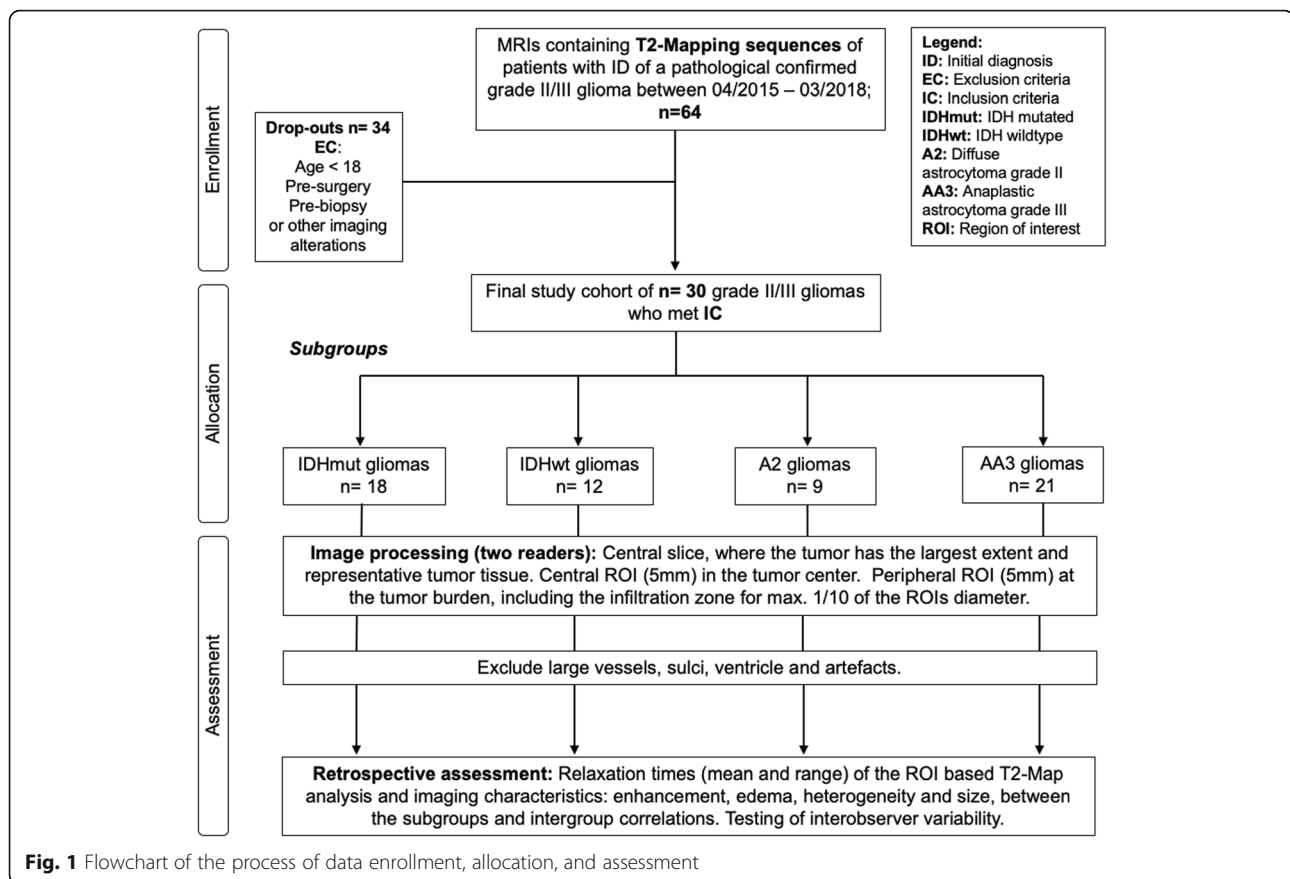 Enrollment
MRIs containing T2-Mapping sequences of
patients with ID of a pathological confirmed
grade II/III glioma between 04/2015 – 03/2018;
n=64
Legend:
ID: Initial diagnosis
EC: Exclusion criteria
IC: Inclusion criteria
IDHmut: IDH mutated
IDHwt: IDH wildtype
A2: Diffuse
astrocytoma grade II
AA3: Anaplastic
astrocytoma grade III
ROI: Region of interest
Drop-outs n= 34
EC:
Age < 18
Pre-surgery
Pre-biopsy
or other imaging
alterations
Allocation
Final study cohort of n= 30 grade II/III gliomas
who met IC
Subgroups
IDHmut gliomas
n= 18
IDHwt gliomas
n= 12
A2 gliomas
n= 9
AA3 gliomas
n= 21
Assessment
Image processing (two readers): Central slice, where the tumor has the largest extent and
representative tumor tissue. Central ROI (5mm) in the tumor center. Peripheral ROI (5mm) at
the tumor burden, including the infiltration zone for max. 1/10 of the ROIs diameter.
Exclude large vessels, sulci, ventricle and artefacts.
Retrospective assessment: Relaxation times (mean and range) of the ROI based T2-Map
analysis and imaging characteristics: enhancement, edema, heterogeneity and size, between
the subgroups and intergroup correlations. Testing of interobserver variability.
Fig. 1 Flowchart of the process of data enrollment, allocation, and assessment